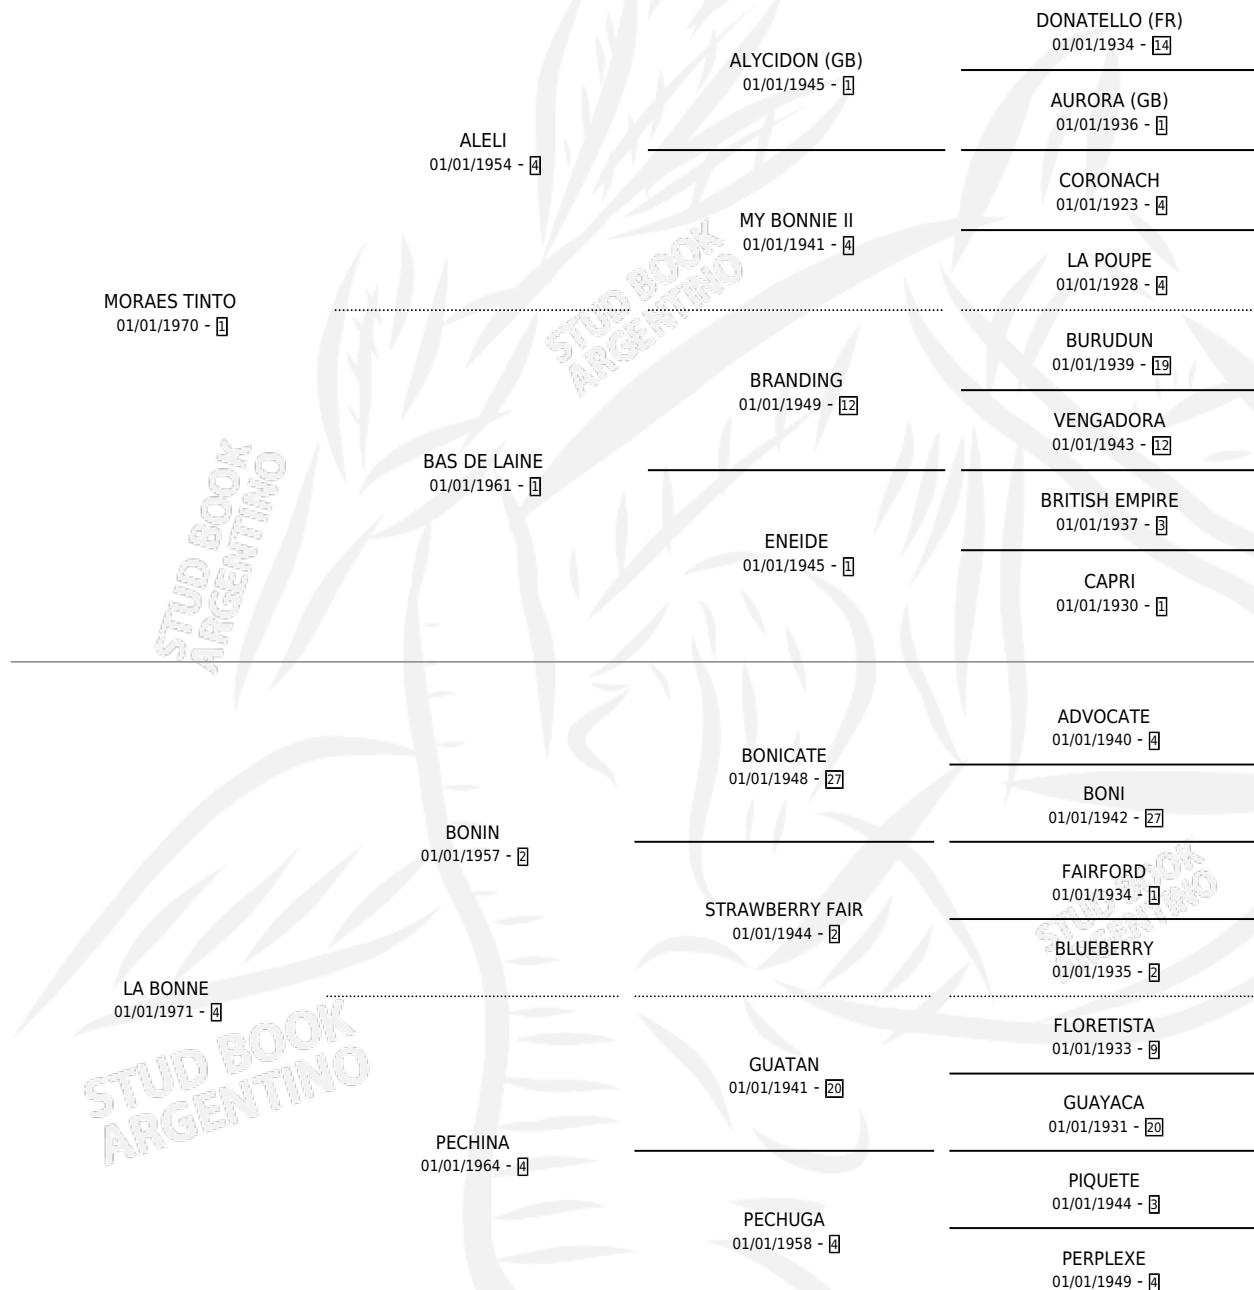 DONATELLO (FR)
01/01/1934 - 14
ALYCIDON (GB)
01/01/1945 - 1
AURORA (GB)
01/01/1936 - 1
ALELI
01/01/1954 - 4
CORONACH
01/01/1923 - 4
MY BONNIE II
01/01/1941 - 4
LA POUPE
01/01/1928 - 4
MORAES TINTO
01/01/1970 - 1
BURUDUN
01/01/1939 - 19
BRANDING
01/01/1949 - 12
VENGADORA
01/01/1943 - 12
BAS DE LAINE
01/01/1961 - 1
BRITISH EMPIRE
01/01/1937 - 3
ENEIDE
01/01/1945 - 1
CAPRI
01/01/1930 - 1
ADVOCATE
01/01/1940 - 4
BONICATE
01/01/1948 - 27
BONI
01/01/1942 - 27
BONIN
01/01/1957 - 2
FAIRFORD
01/01/1934 - 1
STRAWBERRY FAIR
01/01/1944 - 2
BLUEBERRY
01/01/1935 - 2
LA BONNE
01/01/1971 - 4
FLORETISTA
01/01/1933 - 9
GUATAN
01/01/1941 - 20
GUAYACA
01/01/1931 - 20
PECHINA
01/01/1964 - 4
PIQUETE
01/01/1944 - 3
PECHUGA
01/01/1958 - 4
PERPLEXE
01/01/1949 - 4
STUD BOOK
ARGENTINO
STUD BOOK
ARGENTINO
STUD BOOK
ARGENTINO
STUD BOOK
ARGENTINO